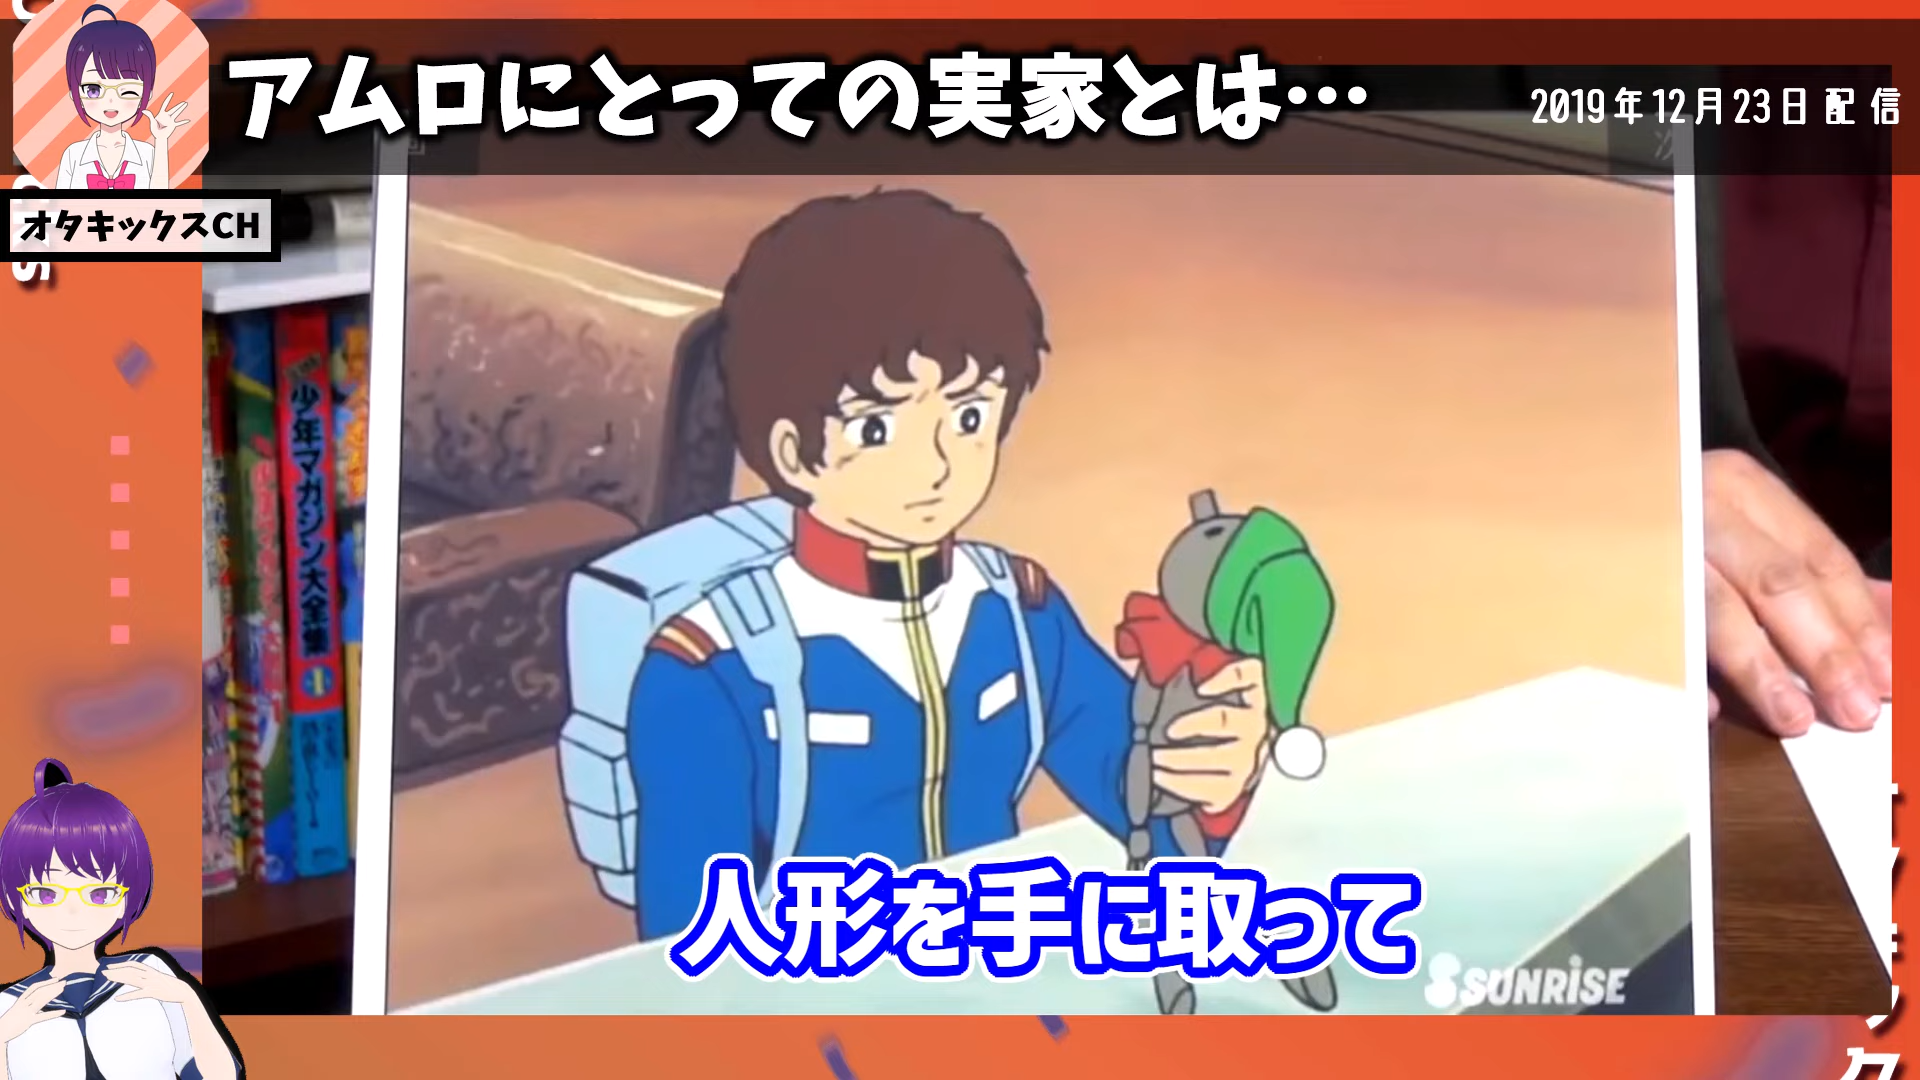 アムロにとっての実家とは…
2019年12月23日配信
オタキックスCH
少年マガジン大全集
1
人形を手に取って
SUNRISE